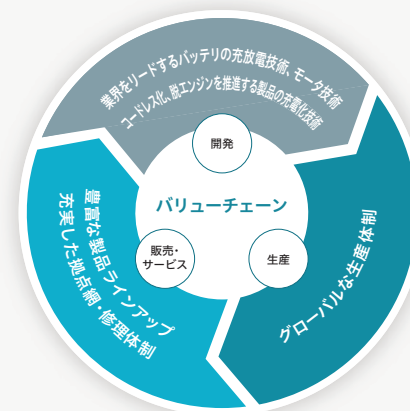 業界をリードするバッテリの充放電技術、モータ技術
コードレス化、脱エンジンを推進する製品の充電化技術
開発
バリューチェーン
販売・
サービス
生産
豊富な製品ラインアップ
充実した拠点網・修理体制
グローバルな生産体制